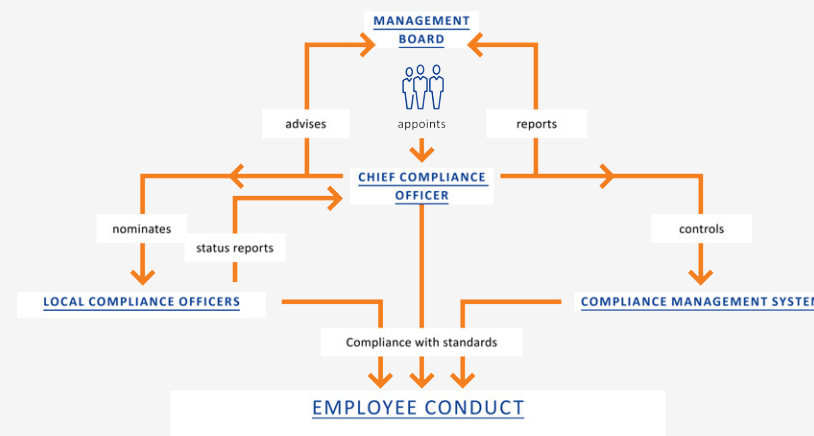 MANAGEMENT
BOARD
advises
appoints
reports
CHIEF COMPLIANCE
OFFICER
nominates
status reports
controls
LOCAL COMPLIANCE OFFICERS
COMPLIANCE MANAGEMENT SYSTEM
Compliance with standards
EMPLOYEE CONDUCT